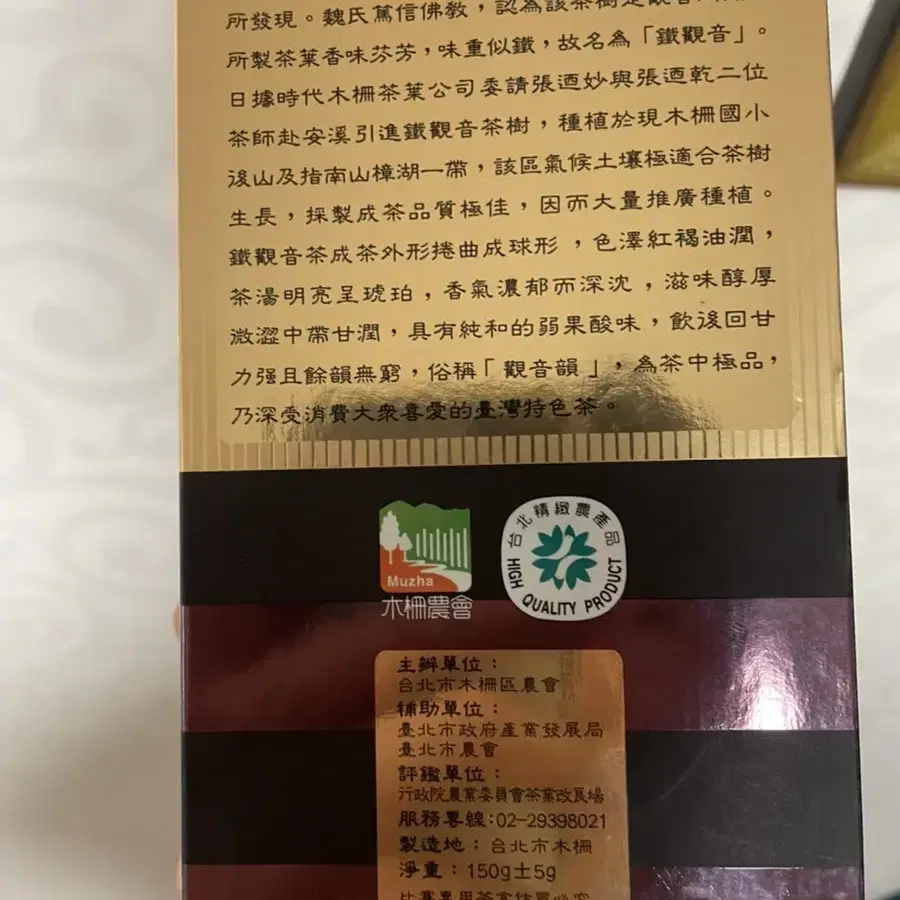 所發現。魏氏篤信佛教，認為該茶樹是觀音
所製茶葉香味芬芳，味重似鐵，故名為「鐵觀音」。
日據時代木柵茶葉公司委請張迺妙與張迺乾二位
茶師赴安溪引進鐵觀音茶樹，種植於現木柵國小
後山及指南山樟湖一帶，該區氣候土壤極適合茶樹
生長，採製成茶品質極佳，因而大量推廣種植。
鐵觀音茶成茶外形捲曲成球形，色澤紅褐油潤，
茶湯明亮呈琥珀，香氣濃郁而深沈，滋味醇厚
微澀中帶甘潤，具有純和的弱果酸味，飲後回甘
力強且餘韻無窮，俗稱「觀音韻」，為茶中極品，
乃深受消費大眾喜愛的臺灣特色茶。
Muzha
木柵農會
台北精緻農產品
HIGH QUALITY PRODUCT
主辦單位：
台北市木柵區農會
補助單位：
臺北市政府產業發展局
臺北市農會
評鑑單位：
行政院農業委員會茶業改良場
服務專線:02-29398021
製造地：台北市木柵
淨重：150g±5g